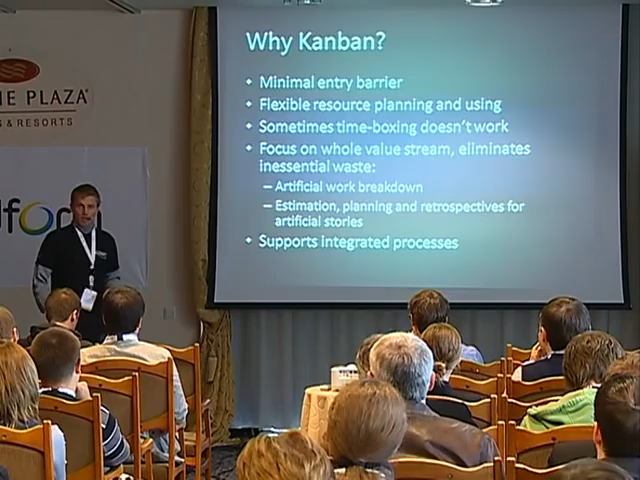 Why Kanban?
• Minimal entry barrier
• Flexible resource planning and using
• Sometimes time-boxing doesn't work
• Focus on whole value stream, eliminates
inessential waste:
– Artificial work breakdown
– Estimation, planning and retrospectives for
artificial stories
• Supports integrated processes
PLAZA
& RESORTS